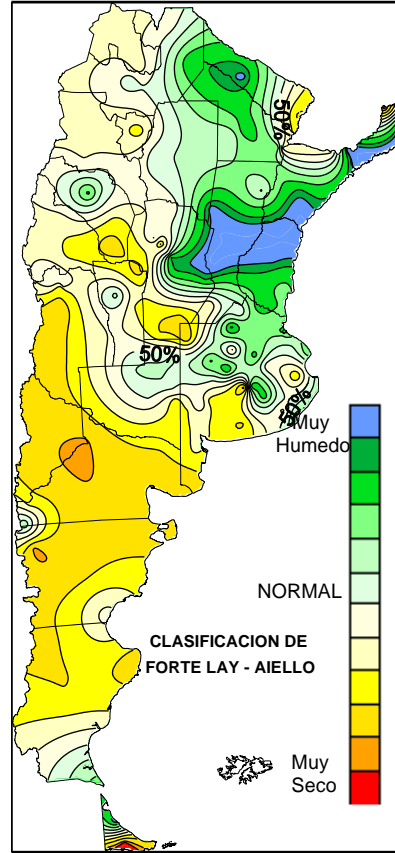 50%
50%
50%
Muy
Humedo
NORMAL
CLASIFICACION DE
FORTE LAY - AIELLO
Muy
Seco